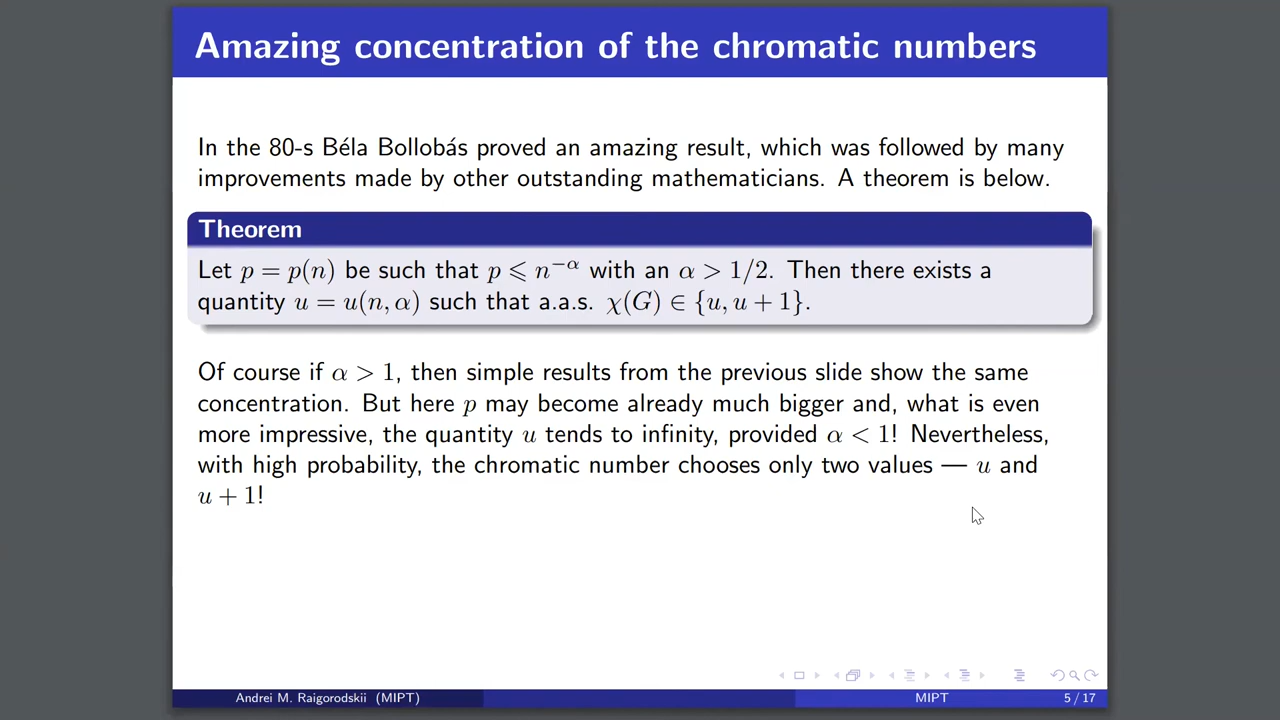 Amazing concentration of the chromatic numbers
In the 80-s Béla Bollobás proved an amazing result, which was followed by many
improvements made by other outstanding mathematicians. A theorem is below.
Theorem
Let p = p(n) be such that p ⩽ n^{−α} with an α > 1/2. Then there exists a
quantity u = u(n, α) such that a.a.s. χ(G) ∈ {u, u + 1}.
Of course if α > 1, then simple results from the previous slide show the same
concentration. But here p may become already much bigger and, what is even
more impressive, the quantity u tends to infinity, provided α < 1! Nevertheless,
with high probability, the chromatic number chooses only two values — u and
u + 1!
Andrei M. Raigorodskii (MIPT) MIPT 5 / 17